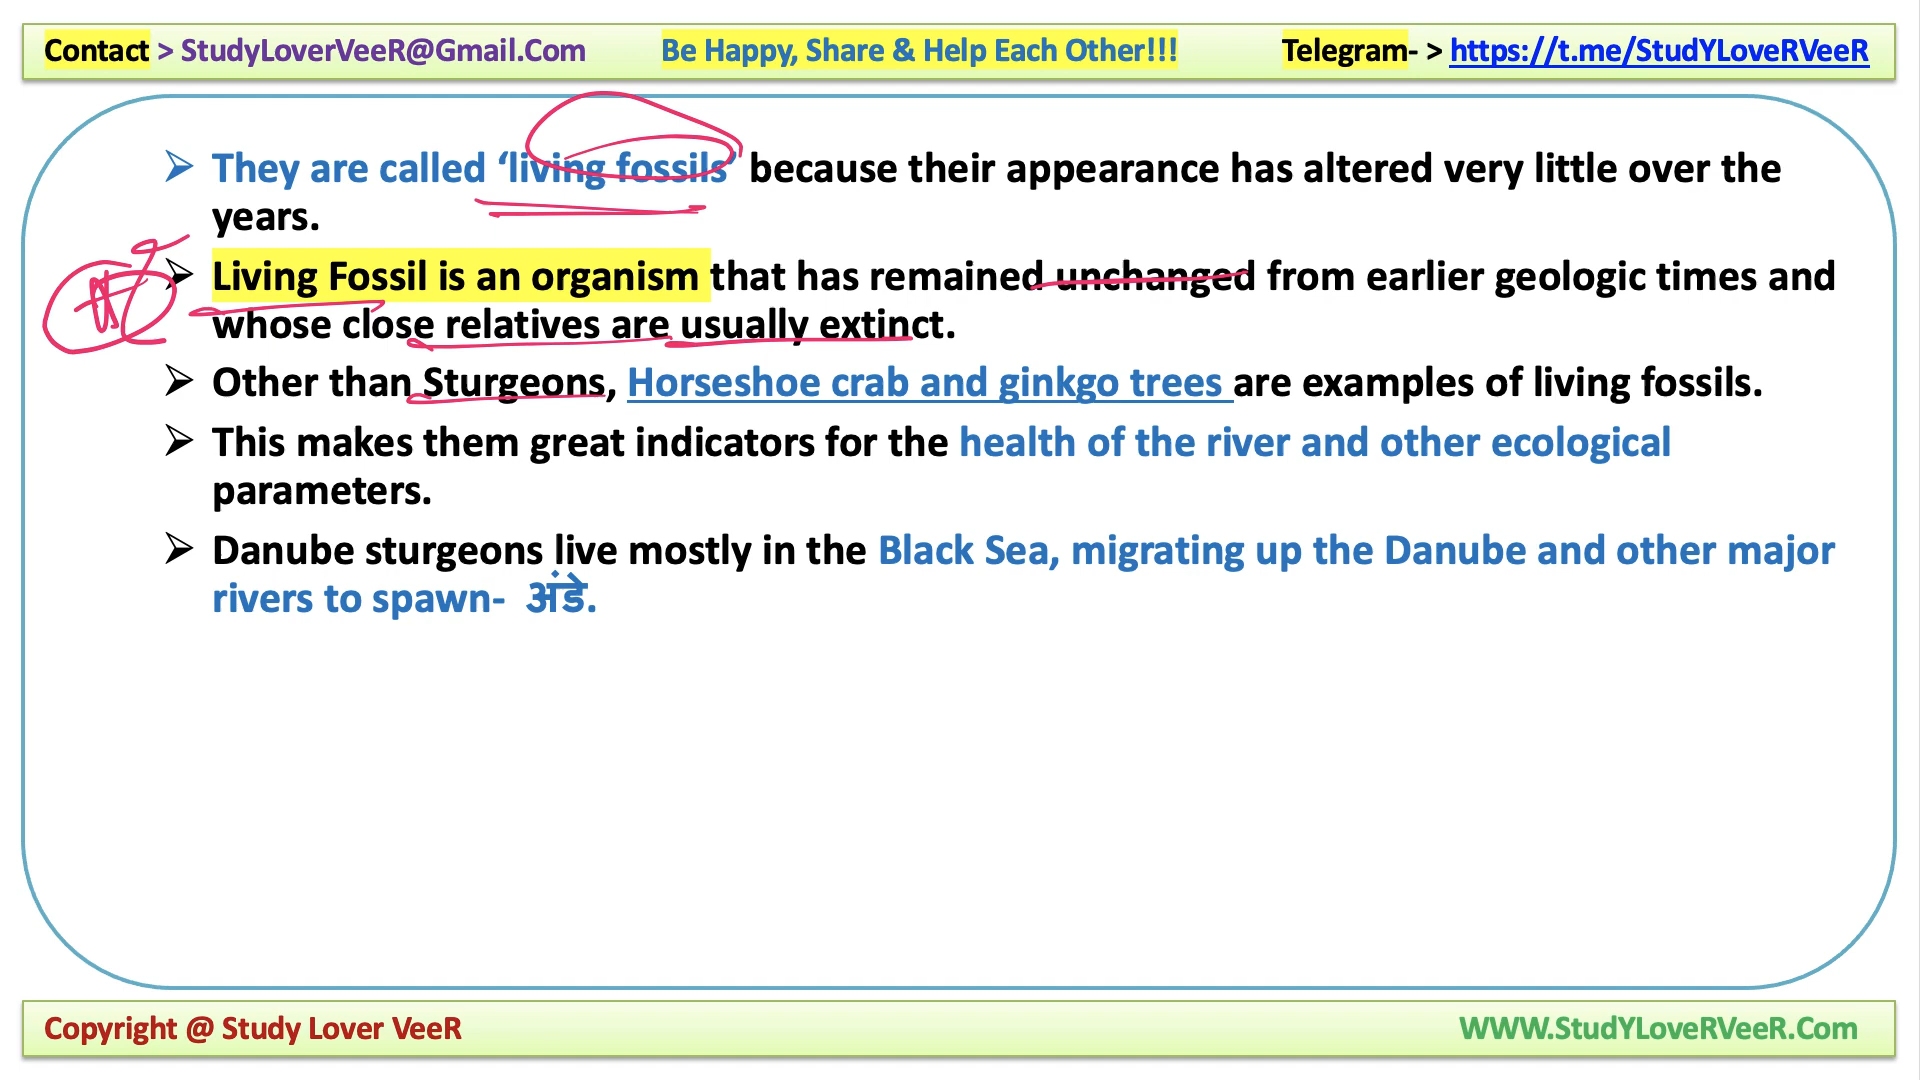 Contact > StudyLoverVeeR@Gmail.Com Be Happy, Share & Help Each Other!!! Telegram- > https://t.me/StudYLoveRVeeR
➢ They are called ‘living fossils’ because their appearance has altered very little over the
years.
➢ Living Fossil is an organism that has remained unchanged from earlier geologic times and
whose close relatives are usually extinct.
➢ Other than Sturgeons, Horseshoe crab and ginkgo trees are examples of living fossils.
➢ This makes them great indicators for the health of the river and other ecological
parameters.
➢ Danube sturgeons live mostly in the Black Sea, migrating up the Danube and other major
rivers to spawn- अंडे.
Copyright @ Study Lover VeeR WWW.StudYLoveRVeeR.Com